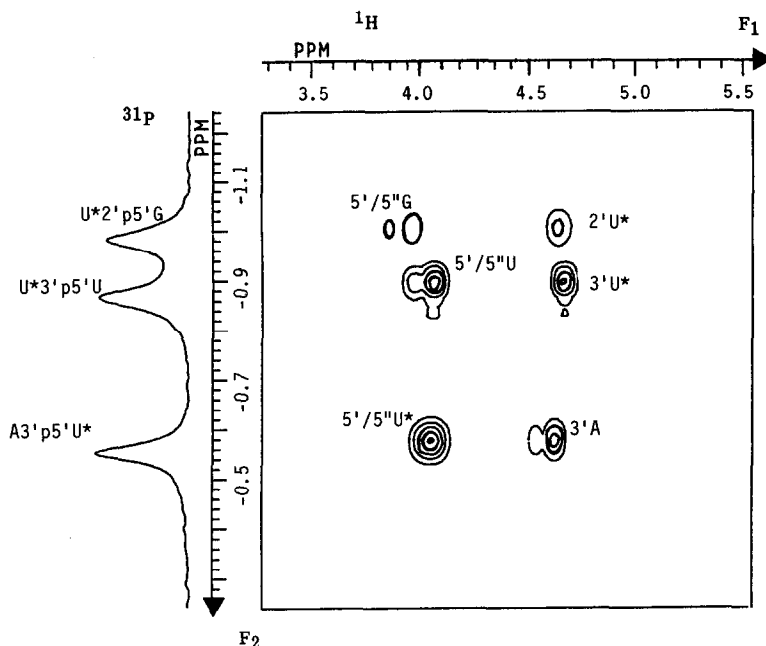 ¹H
F₁
PPM
3.5 4.0 4.5 5.0 5.5
³¹P
PPM
-1.1
-0.9
-0.7
-0.5
U*2'p5'G
U*3'p5'U
A3'p5'U*
5'/5"G
2'U*
5'/5"U
3'U*
5'/5"U*
3'A
F₂